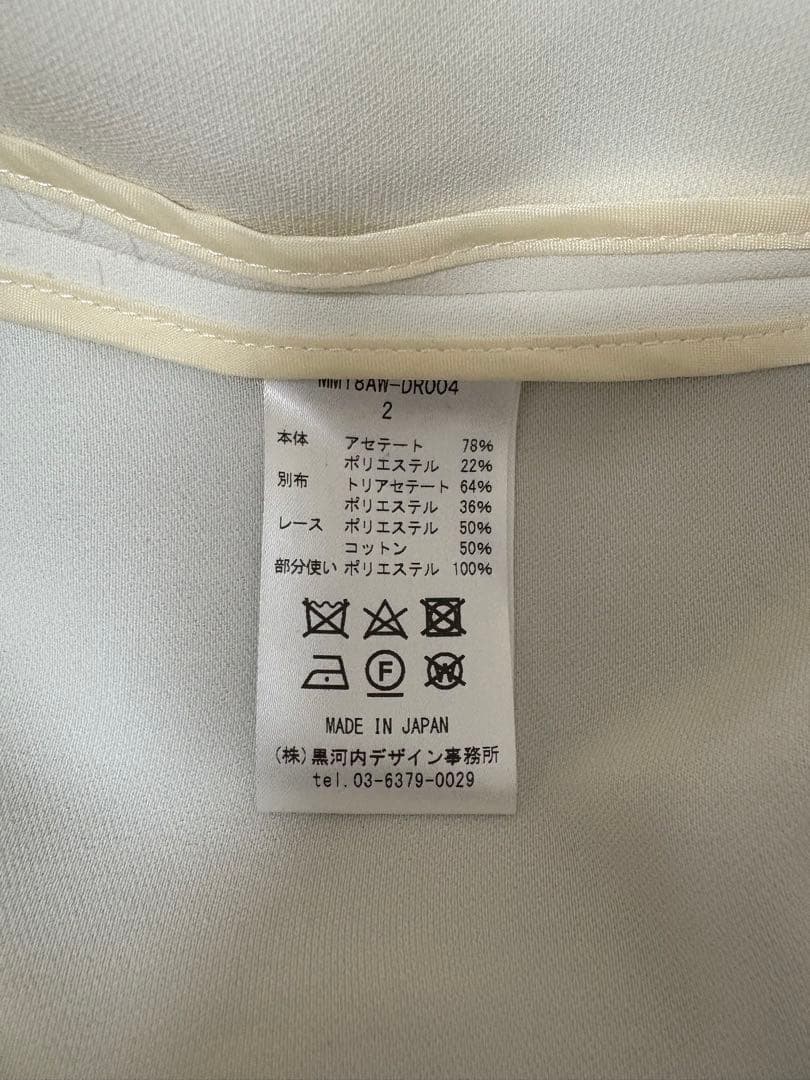 MM18AW-DR004
2
本体 アセテート 78%
ポリエステル 22%
別布 トリアセテート 64%
ポリエステル 36%
レース ポリエステル 50%
コットン 50%
部分使い ポリエステル 100%
F
W
MADE IN JAPAN
(株)黒河内デザイン事務所
tel.03-6379-0029